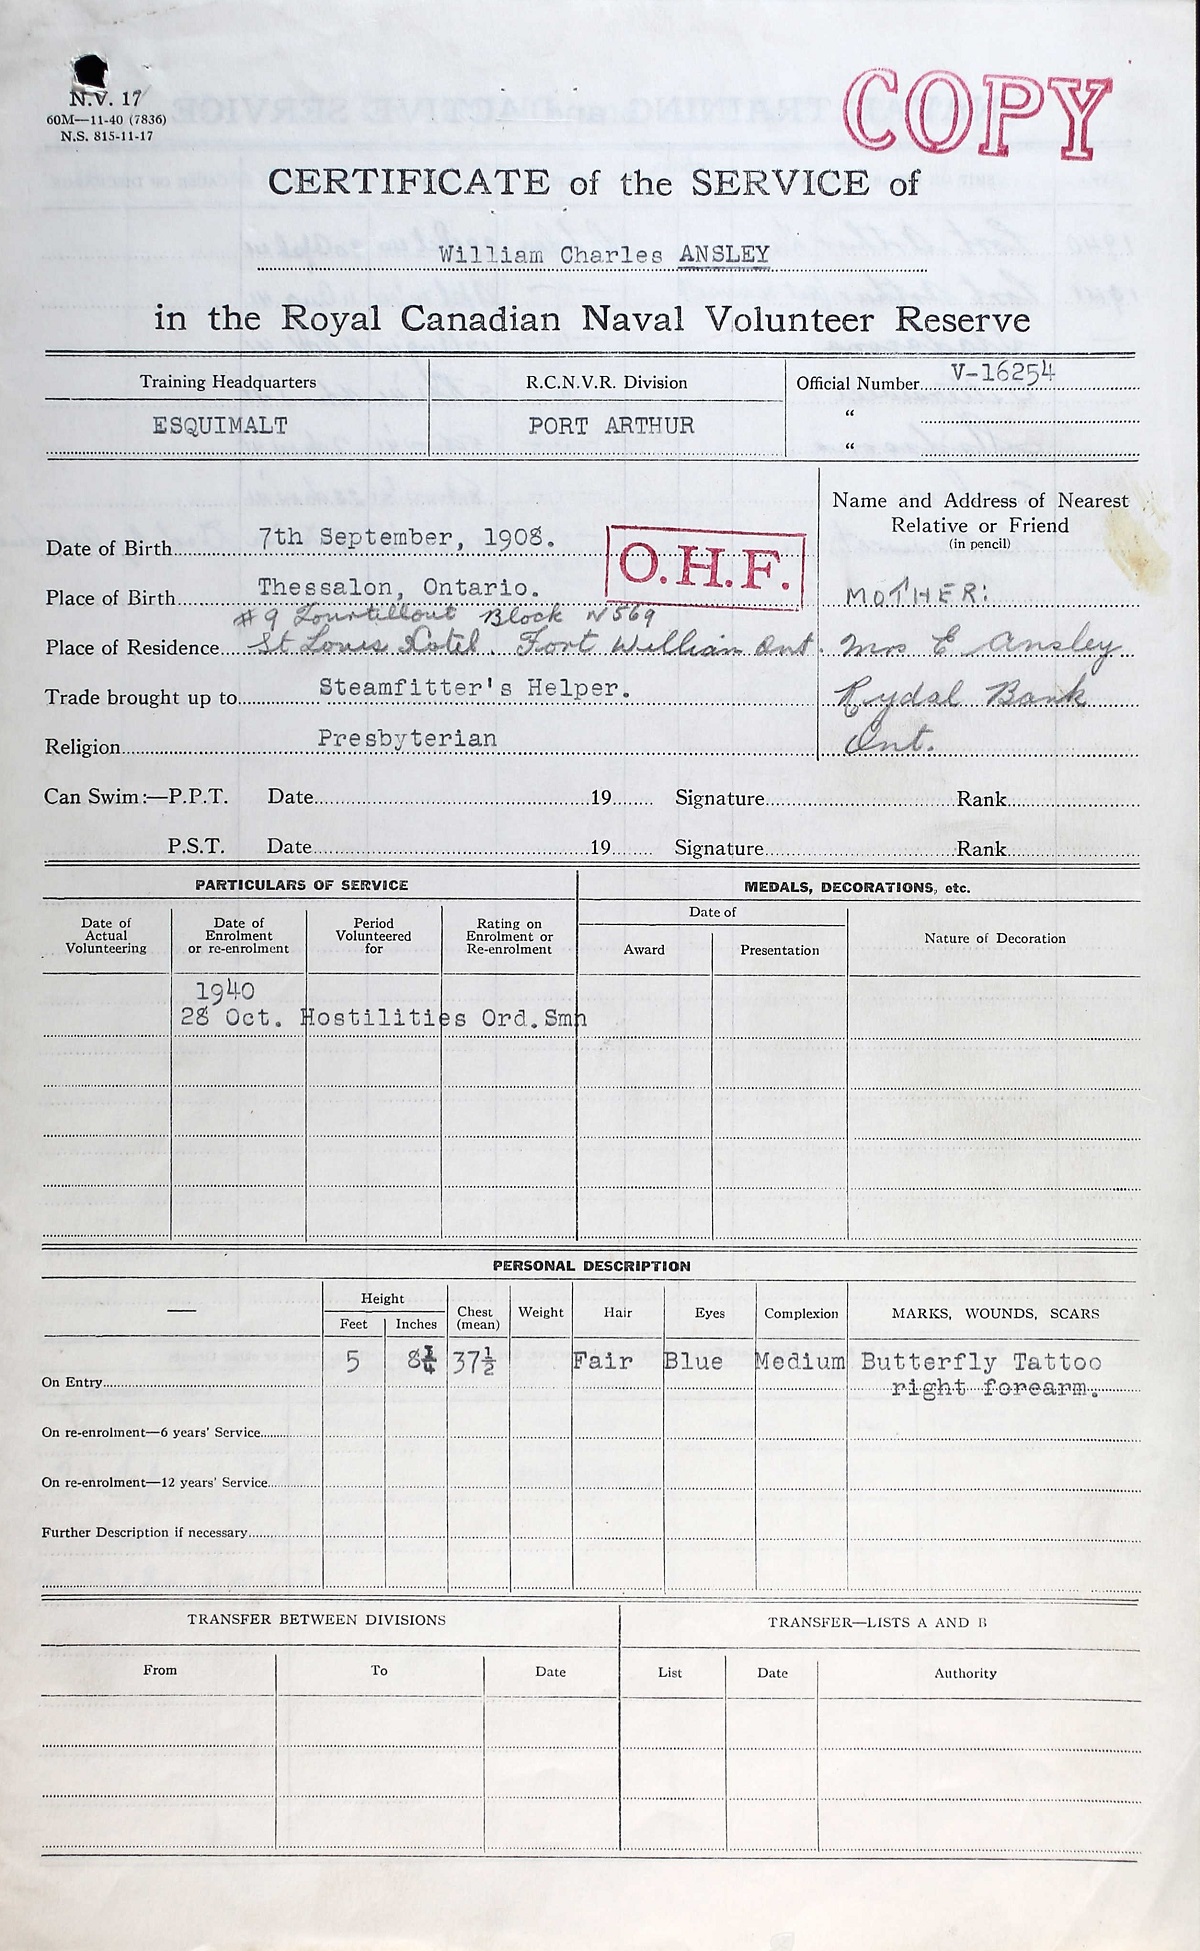 N.V. 17
60M—11-40 (7836)
N.S. 815-11-17
COPY
CERTIFICATE of the SERVICE of
William Charles ANSLEY
in the Royal Canadian Naval Volunteer Reserve
Training Headquarters R.C.N.V.R. Division Official Number V-16254
ESQUIMALT PORT ARTHUR "
"
Name and Address of Nearest
Relative or Friend
(in pencil)
Date of Birth 7th September, 1908.
O.H.F.
Place of Birth Thessalon, Ontario. MOTHER:
#9 Block N569
Place of Residence St Louis Hotel. Fort William Ont. Mrs E Ansley
Trade brought up to Steamfitter's Helper. Rydal Bank
Religion Presbyterian Ont.
Can Swim:—P.P.T. Date 19 Signature Rank
P.S.T. Date 19 Signature Rank
PARTICULARS OF SERVICE MEDALS, DECORATIONS, etc.
Date of Actual Volunteering Date of Enrolment or re-enrolment Period Volunteered for Rating on Enrolment or Re-enrolment Date of Award Presentation Nature of Decoration
1940
28 Oct. Hostilities Ord.Smn
PERSONAL DESCRIPTION
— Height Feet Inches Chest (mean) Weight Hair Eyes Complexion MARKS, WOUNDS, SCARS
On Entry 5 8¾ 37½ Fair Blue Medium Butterfly Tattoo
right forearm.
On re-enrolment—6 years' Service
On re-enrolment—12 years' Service
Further Description if necessary
TRANSFER BETWEEN DIVISIONS TRANSFER—LISTS A AND B
From To Date List Date Authority